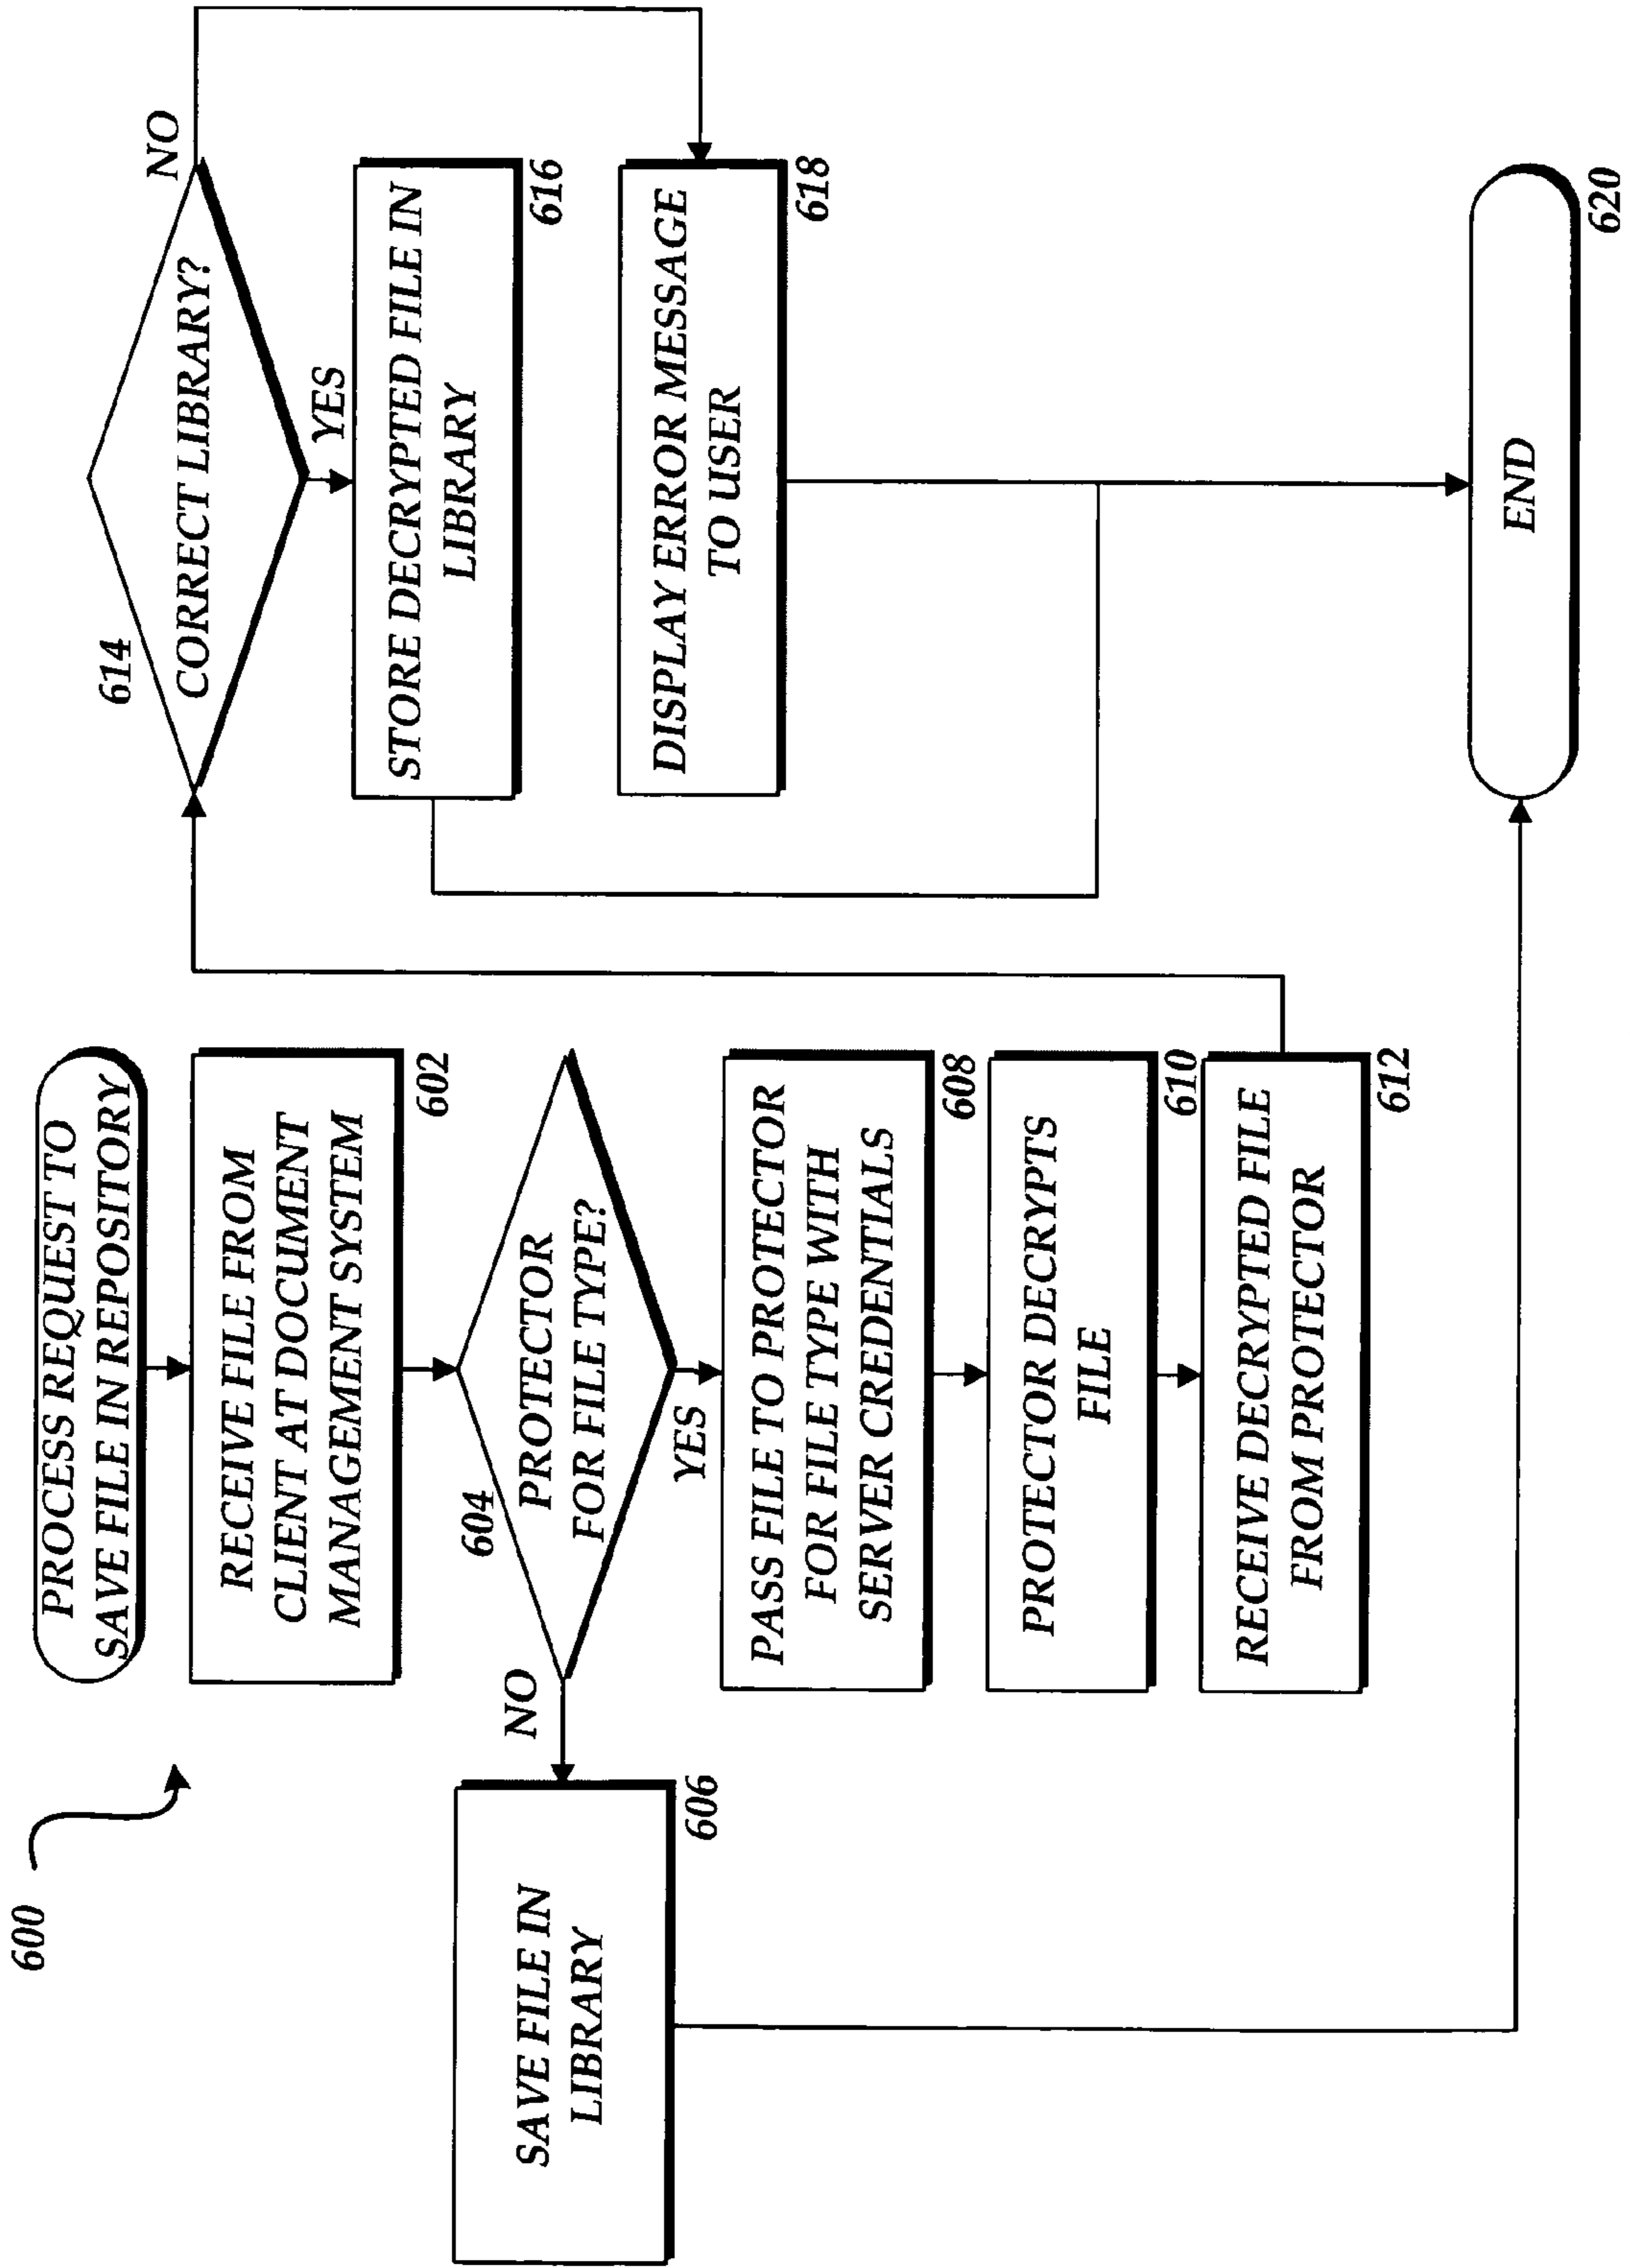 600
PROCESS REQUEST TO
SAVE FILE IN REPOSITORY
RECEIVE FILE FROM
CLIENT AT DOCUMENT
MANAGEMENT SYSTEM
602
604
PROTECTOR
FOR FILE TYPE?
NO
YES
SAVE FILE IN
LIBRARY
606
PASS FILE TO PROTECTOR
FOR FILE TYPE WITH
SERVER CREDENTIALS
608
PROTECTOR DECRYPTS
FILE
610
RECEIVE DECRYPTED FILE
FROM PROTECTOR
612
614
CORRECT LIBRARY?
NO
YES
STORE DECRYPTED FILE IN
LIBRARY
616
DISPLAY ERROR MESSAGE
TO USER
618
END
620